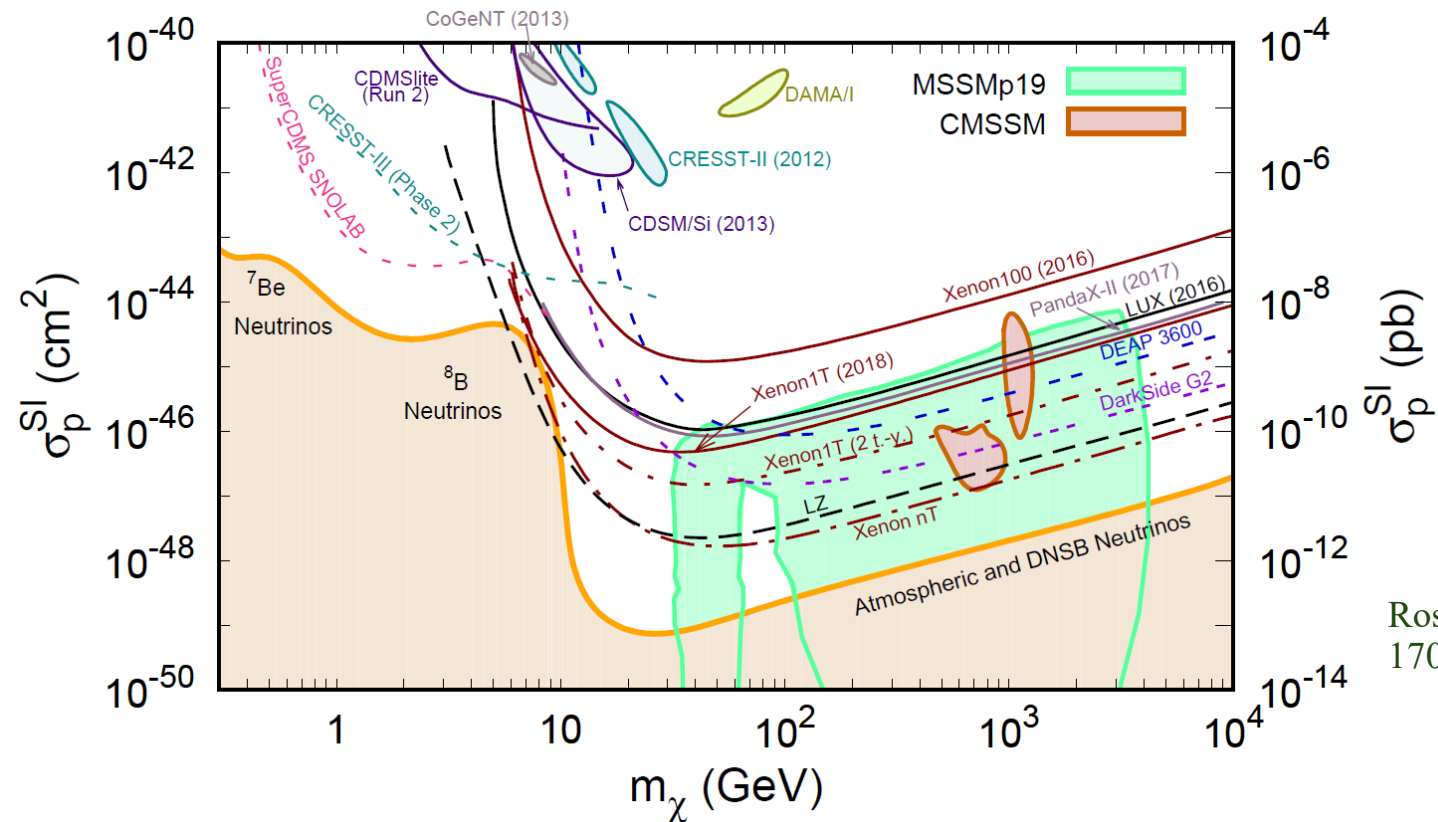 CoGeNT (2013)
10⁻⁴⁰
10⁻⁴
CDMSlite
(Run 2)
SuperCDMS SNOLAB
CRESST-III (Phase 2)
DAMA/I
MSSMp19
CMSSM
10⁻⁴²
10⁻⁶
CRESST-II (2012)
CDSM/Si (2013)
10⁻⁴⁴
10⁻⁸
⁷Be
Neutrinos
Xenon100 (2016)
PandaX-II (2017)
LUX (2016)
DEAP 3600
⁸B
Neutrinos
Xenon1T (2018)
DarkSide G2
10⁻⁴⁶
10⁻¹⁰
Xenon1T (2 t.-y.)
LZ
Xenon nT
10⁻⁴⁸
10⁻¹²
Atmospheric and DNSB Neutrinos
10⁻⁵⁰
10⁻¹⁴
σₚˢᴵ (cm²)
σₚˢᴵ (pb)
1
10
10²
10³
10⁴
mᵪ (GeV)
Ros
170